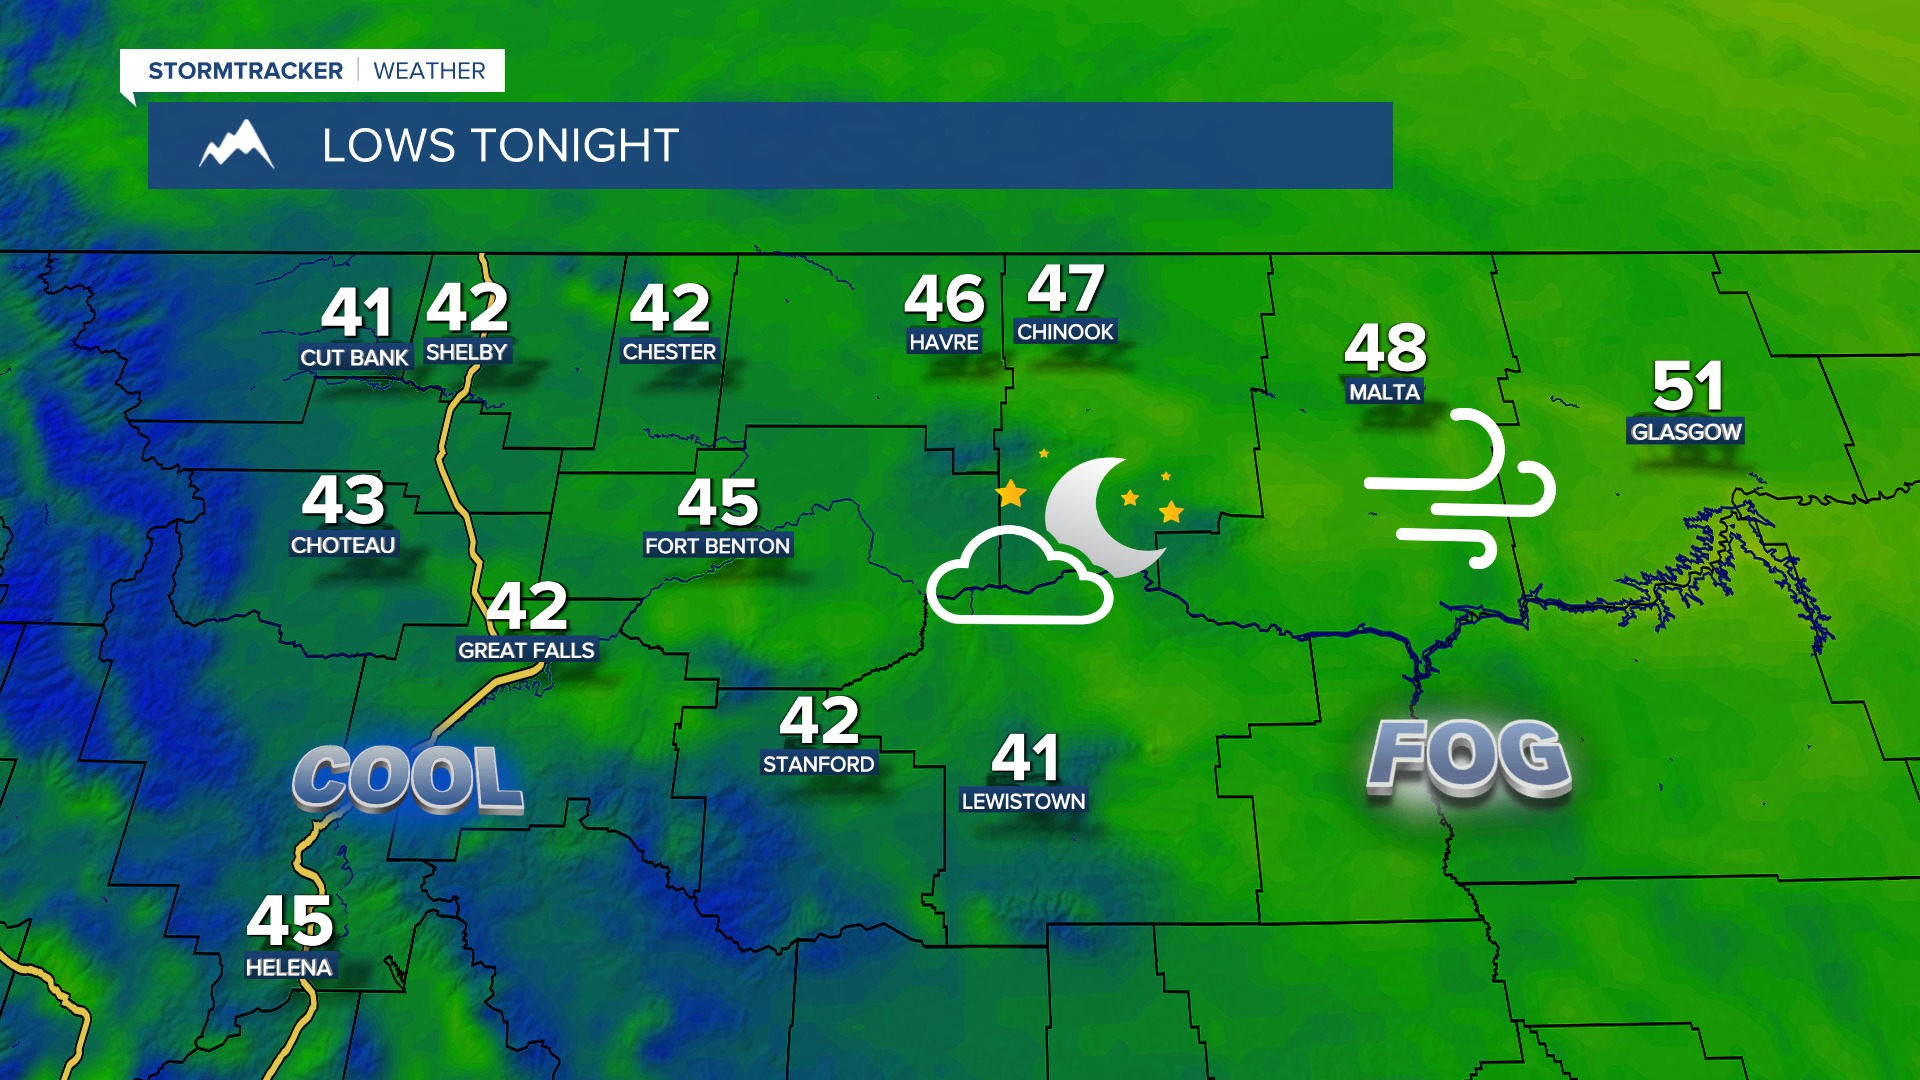 STORMTRACKER | WEATHER
LOWS TONIGHT
41
CUT BANK
42
SHELBY
42
CHESTER
46
HAVRE
47
CHINOOK
48
MALTA
51
GLASGOW
43
CHOTEAU
45
FORT BENTON
42
GREAT FALLS
42
STANFORD
41
LEWISTOWN
COOL
FOG
45
HELENA